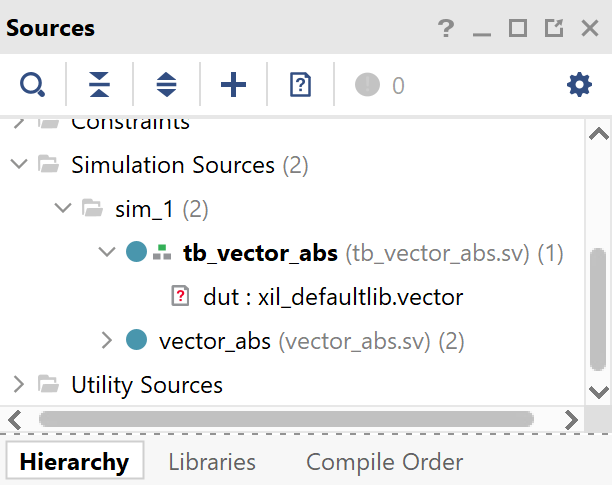 Sources ?
? 0
Constraints
Simulation Sources (2)
sim_1 (2)
tb_vector_abs (tb_vector_abs.sv) (1)
? dut : xil_defaultlib.vector
vector_abs (vector_abs.sv) (2)
Utility Sources
Hierarchy Libraries Compile Order